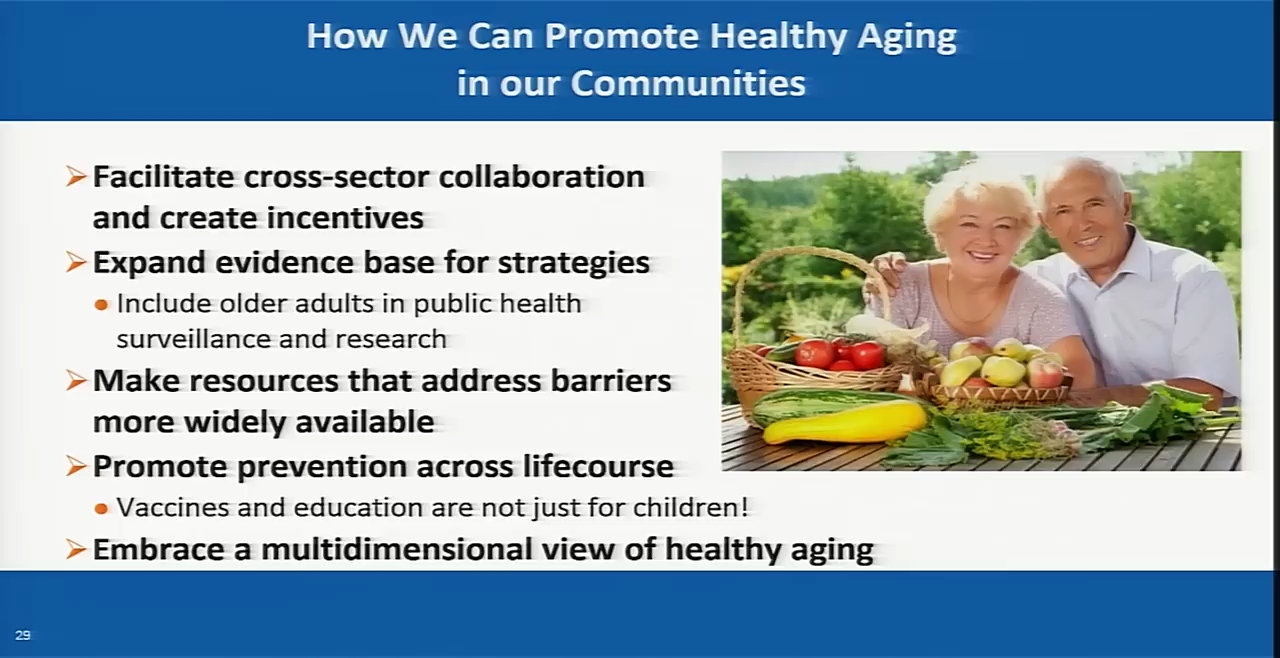 How We Can Promote Healthy Aging
in our Communities
➢Facilitate cross-sector collaboration
and create incentives
➢Expand evidence base for strategies
• Include older adults in public health
surveillance and research
➢Make resources that address barriers
more widely available
➢Promote prevention across lifecourse
• Vaccines and education are not just for children!
➢Embrace a multidimensional view of healthy aging
29